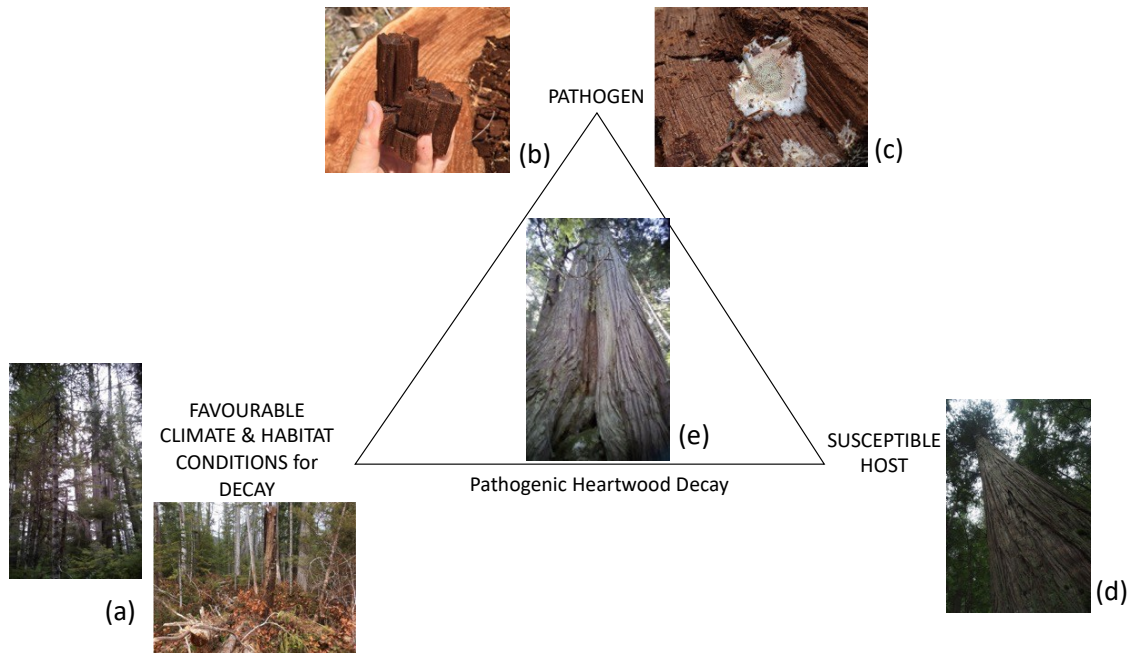 PATHOGEN
(b)
(c)
(e)
FAVOURABLE
CLIMATE & HABITAT
CONDITIONS for
DECAY
SUSCEPTIBLE
HOST
Pathogenic Heartwood Decay
(a)
(d)